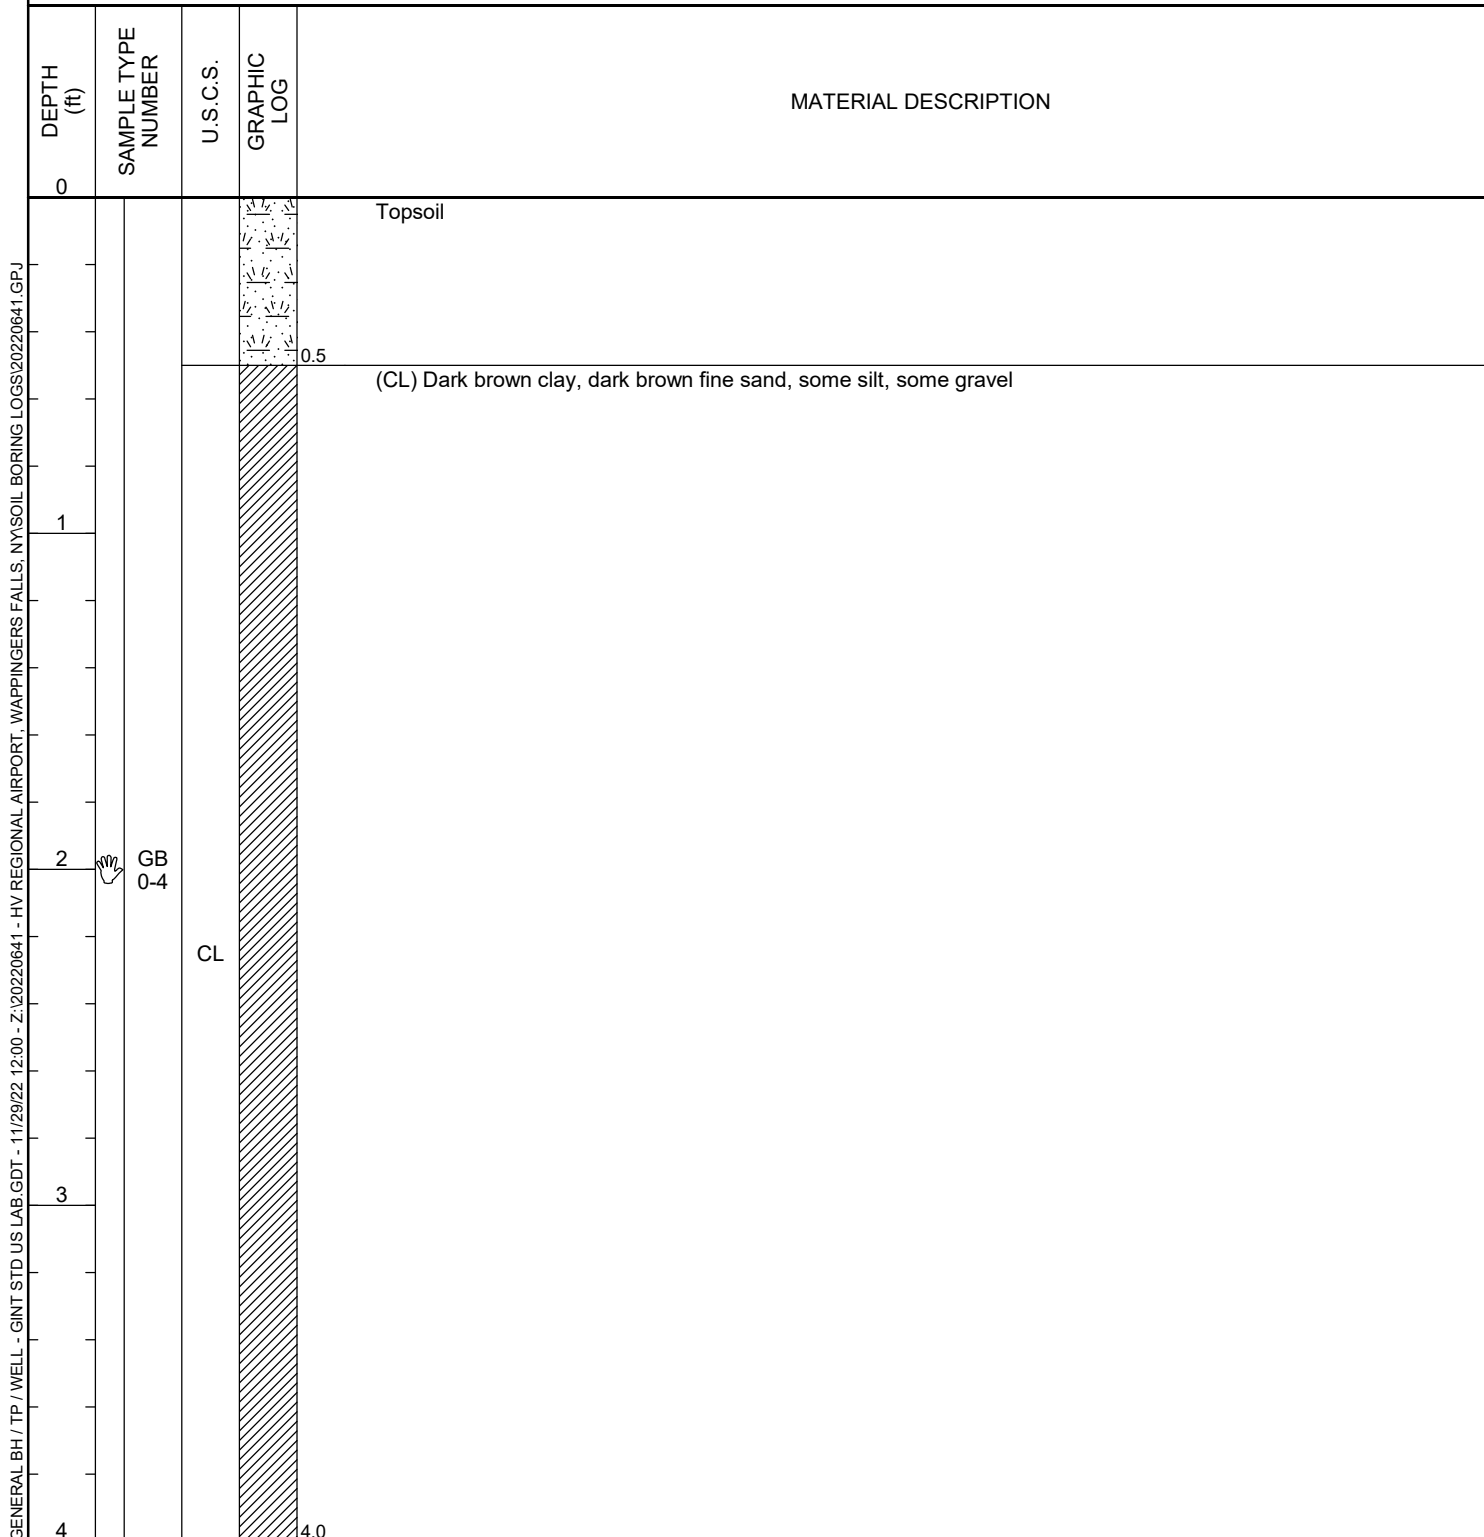 DEPTH
(ft)
SAMPLE TYPE
NUMBER
U.S.C.S.
GRAPHIC
LOG
MATERIAL DESCRIPTION
0
Topsoil
0.5
(CL) Dark brown clay, dark brown fine sand, some silt, some gravel
1
2
GB
0-4
CL
3
4
4.0
GENERAL BH / TP / WELL - GINT STD US LAB.GDT - 11/29/22 12:00 - Z:\20220641 - HV REGIONAL AIRPORT, WAPPINGERS FALLS, NY\SOIL BORING LOGS\20220641.GPJ